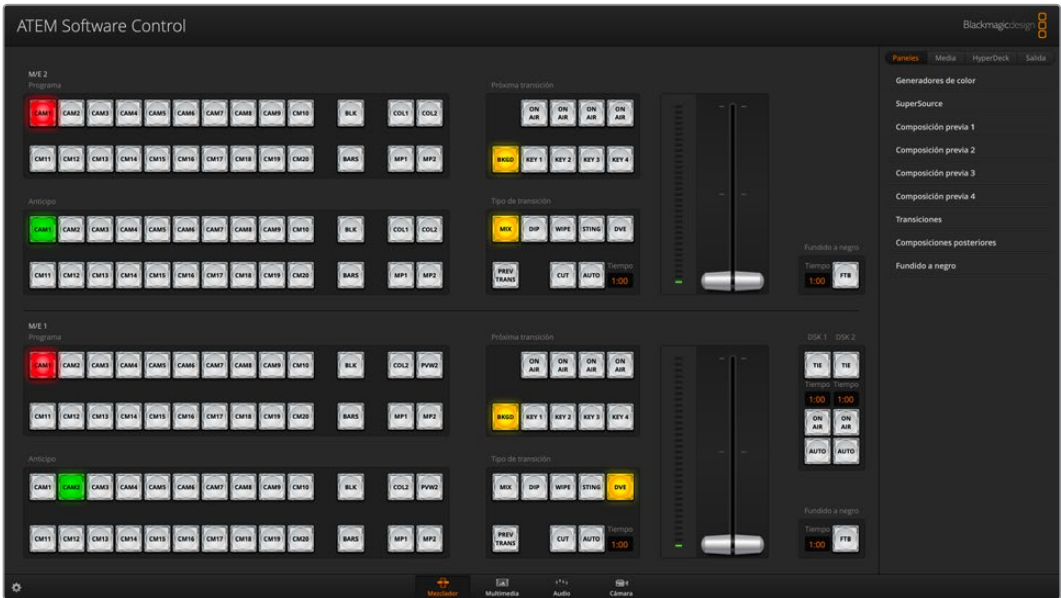 ATEM Software Control
Blackmagicdesign
Paneles Media HyperDeck Salida
Generadores de color
SuperSource
Composición previa 1
Composición previa 2
Composición previa 3
Composición previa 4
Transiciones
Composiciones posteriores
Fundido a negro
M/E 2
Programa
CAM1 CAM2 CAM3 CAM4 CAM5 CAM6 CAM7 CAM8 CAM9 CM10 BLK COL1 COL2
CM11 CM12 CM13 CM14 CM15 CM16 CM17 CM18 CM19 CM20 BARS MP1 MP2
Próxima transición
ON AIR ON AIR ON AIR ON AIR
BKGD KEY 1 KEY 2 KEY 3 KEY 4
Anticipo
CAM1 CAM2 CAM3 CAM4 CAM5 CAM6 CAM7 CAM8 CAM9 CM10 BLK COL1 COL2
CM11 CM12 CM13 CM14 CM15 CM16 CM17 CM18 CM19 CM20 BARS MP1 MP2
Tipo de transición
MIX DIP WIPE STING DVE
PREV TRANS CUT AUTO Tiempo 1:00
Fundido a negro
Tiempo 1:00 FTB
M/E 1
Programa
CAM1 CAM2 CAM3 CAM4 CAM5 CAM6 CAM7 CAM8 CAM9 CM10 BLK COL2 PVW2
CM11 CM12 CM13 CM14 CM15 CM16 CM17 CM18 CM19 CM20 BARS MP1 MP2
Próxima transición
ON AIR ON AIR ON AIR ON AIR
BKGD KEY 1 KEY 2 KEY 3 KEY 4
DSK 1 DSK 2
TIE TIE
Tiempo Tiempo
1:00 1:00
ON AIR ON AIR
AUTO AUTO
Anticipo
CAM1 CAM2 CAM3 CAM4 CAM5 CAM6 CAM7 CAM8 CAM9 CM10 BLK COL2 PVW2
CM11 CM12 CM13 CM14 CM15 CM16 CM17 CM18 CM19 CM20 BARS MP1 MP2
Tipo de transición
MIX DIP WIPE STING DVE
PREV TRANS CUT AUTO Tiempo 1:00
Fundido a negro
Tiempo 1:00 FTB
Mezclador Multimedia Audio Cámara